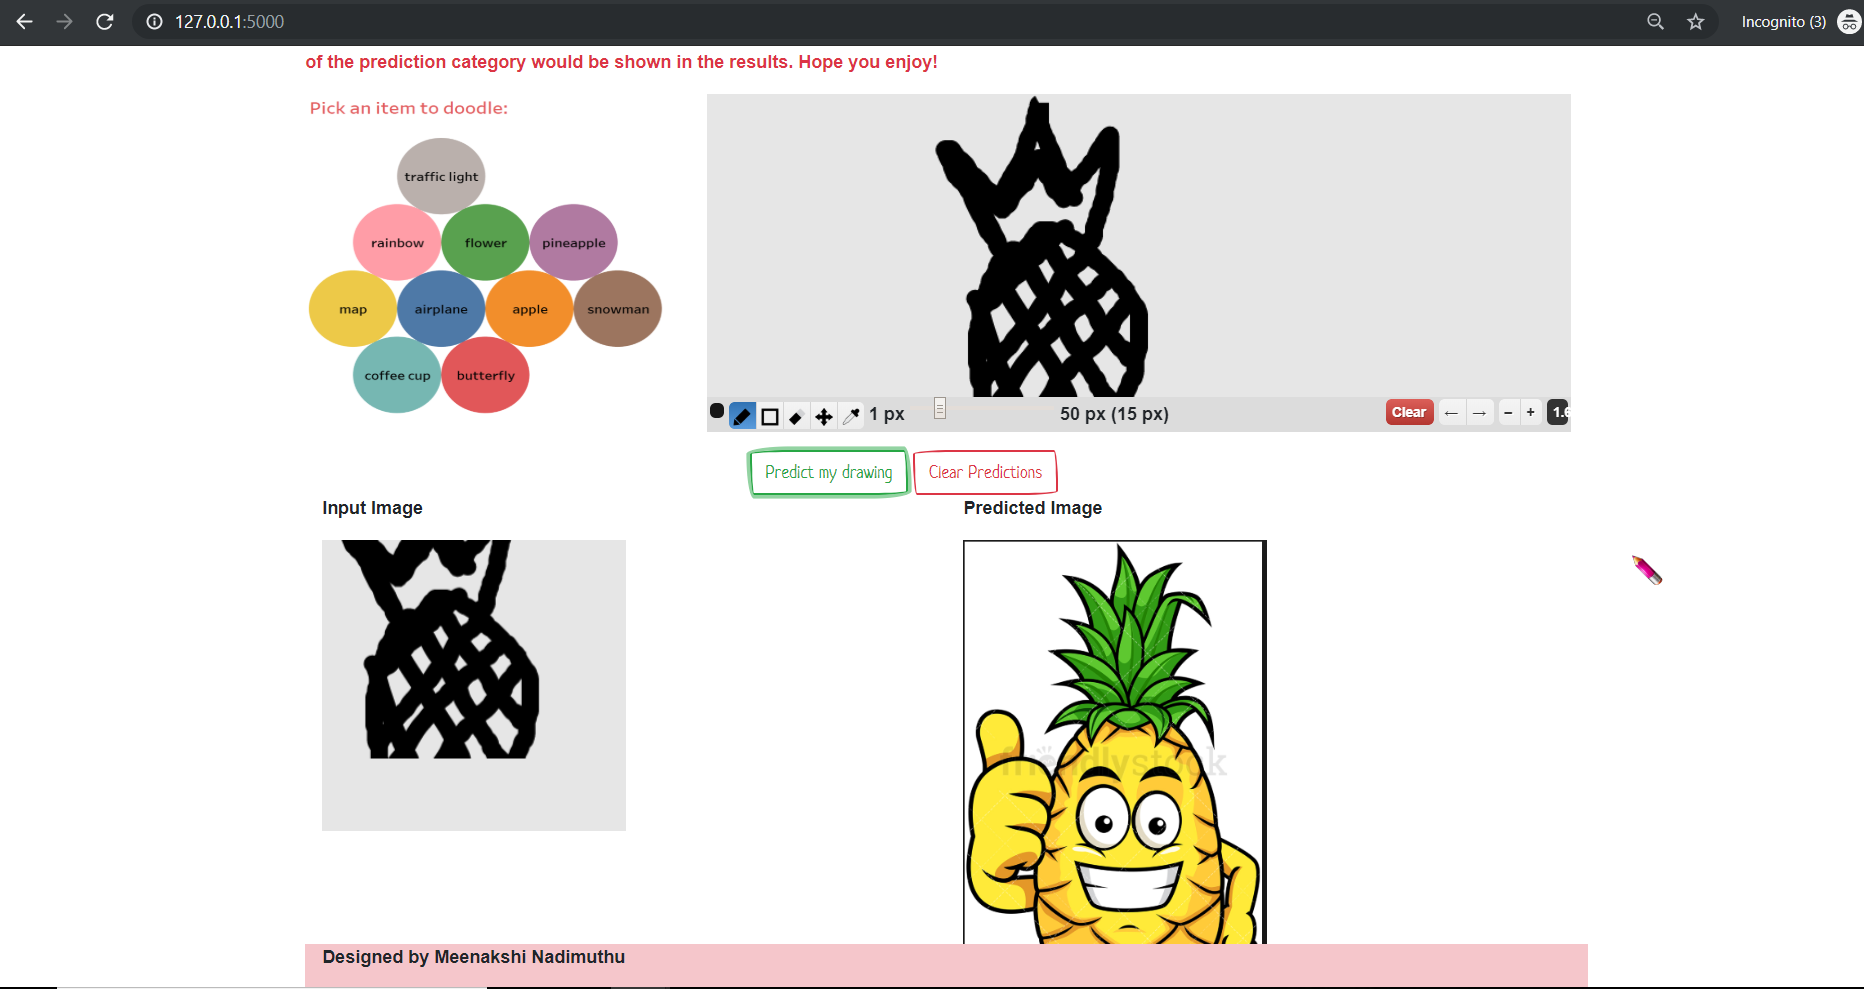 127.0.0.1:5000
Incognito (3)
of the prediction category would be shown in the results. Hope you enjoy!
Pick an item to doodle:
traffic light
rainbow
flower
pineapple
map
airplane
apple
snowman
coffee cup
butterfly
1 px
50 px (15 px)
Clear
← → − +
1.6
Predict my drawing
Clear Predictions
Input Image
Predicted Image
friendlystock
Designed by Meenakshi Nadimuthu